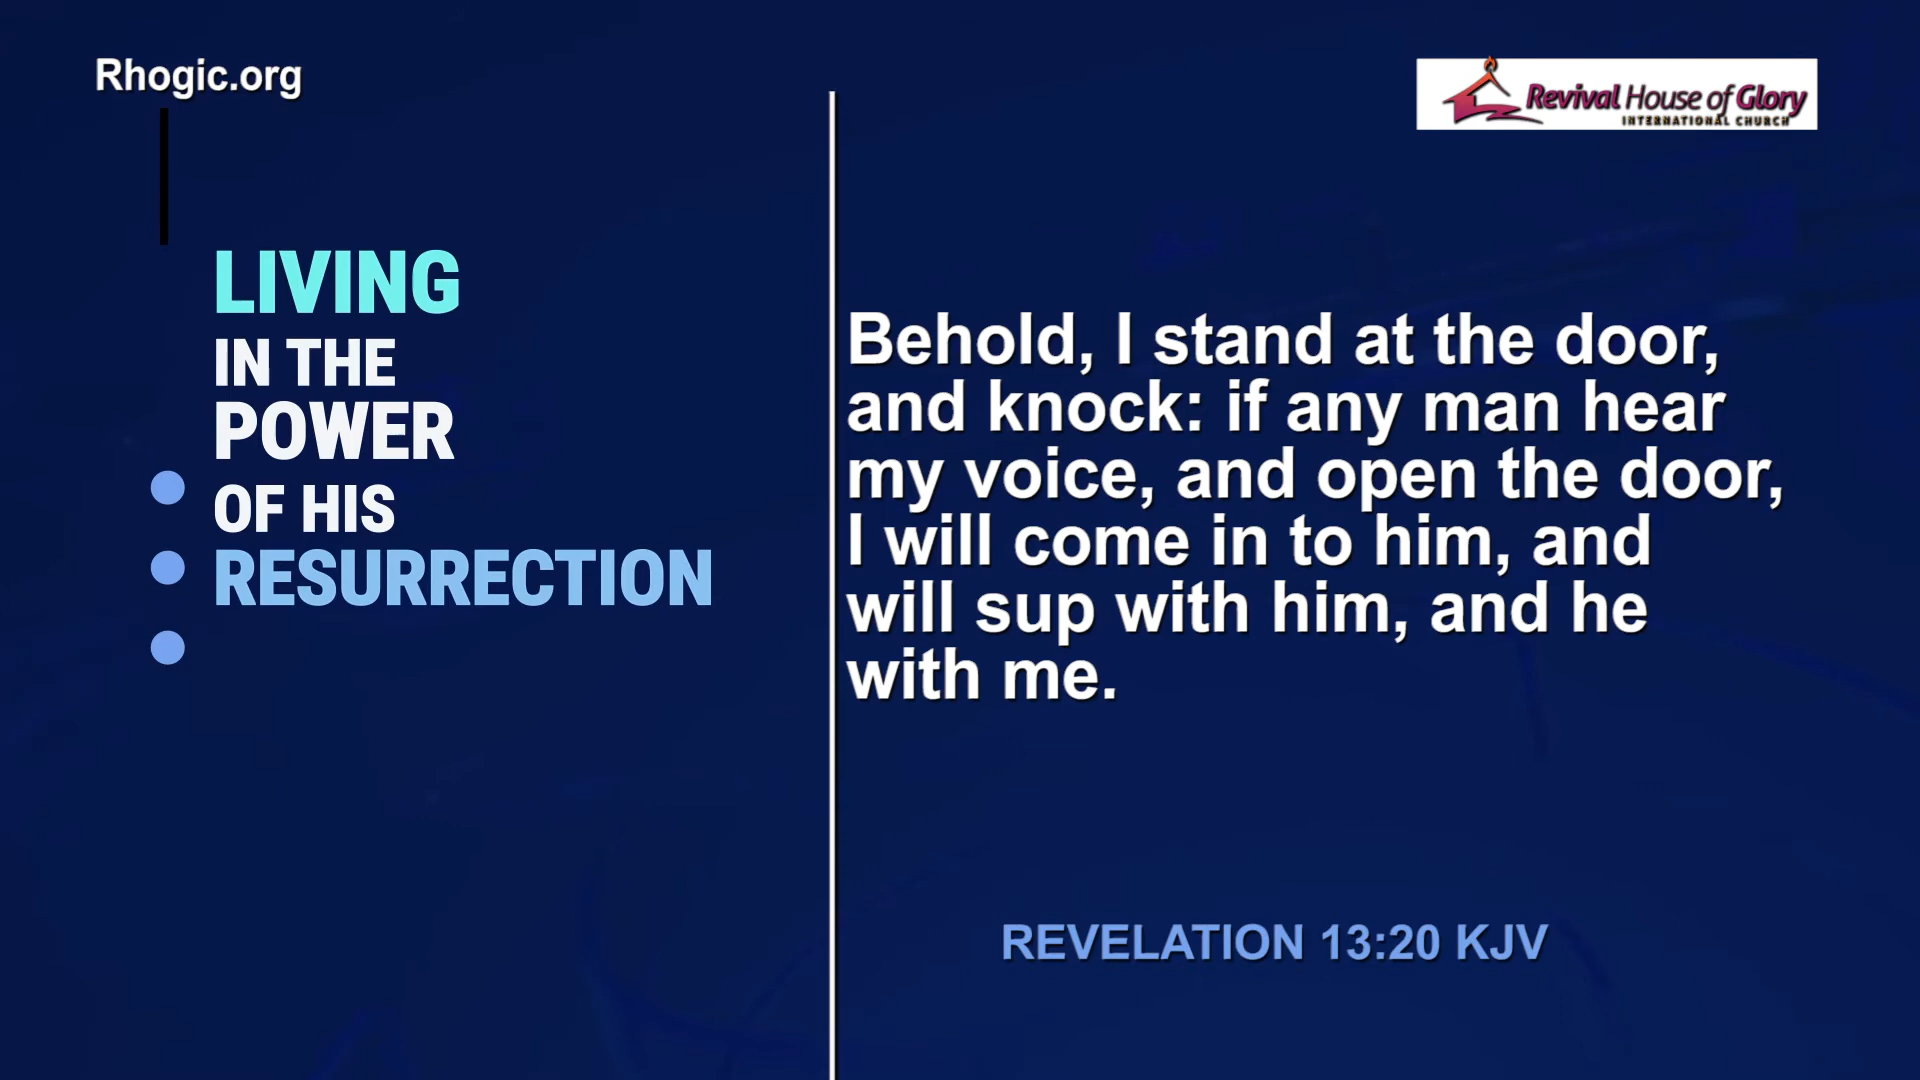 Rhogic.org
Revival House of Glory
INTERNATIONAL CHURCH
LIVING
IN THE
POWER
OF HIS
RESURRECTION
Behold, I stand at the door,
and knock: if any man hear
my voice, and open the door,
I will come in to him, and
will sup with him, and he
with me.
REVELATION 13:20 KJV